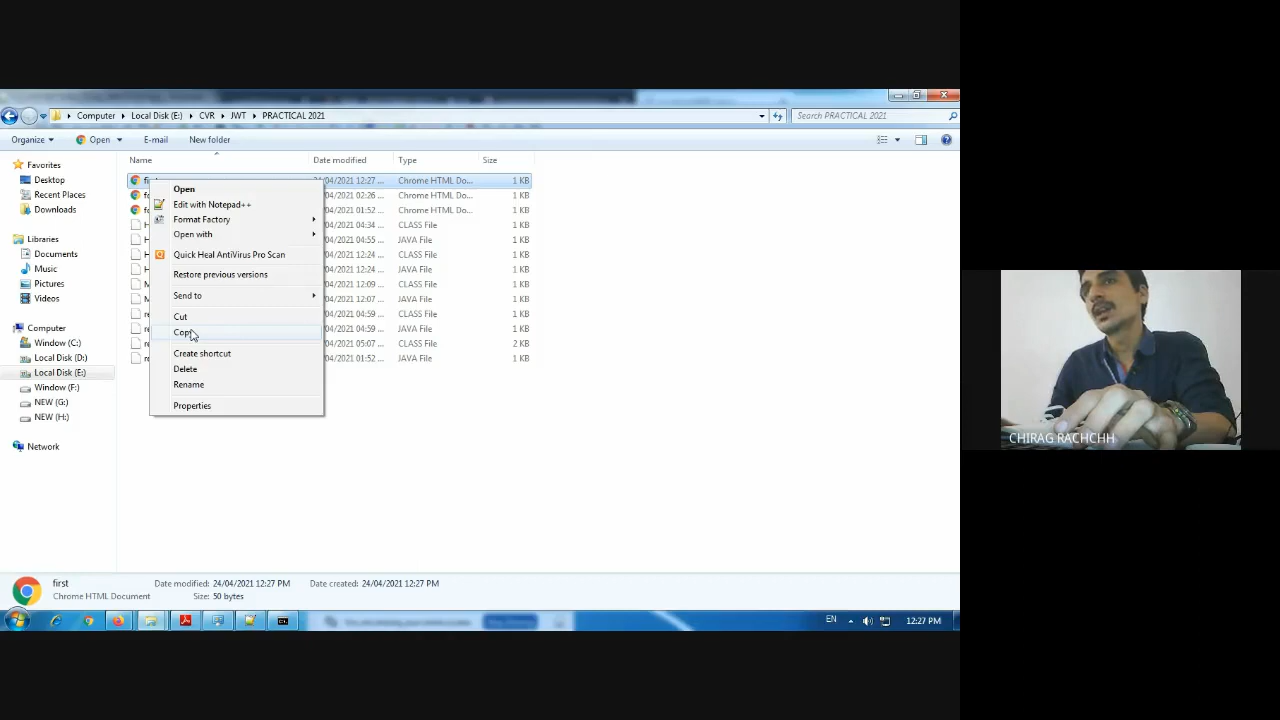 Computer Local Disk (E:) CVR JWT PRACTICAL 2021
Search PRACTICAL 2021
Organize Open E-mail New folder
Name Date modified Type Size
Favorites
Desktop
Recent Places
Downloads
Libraries
Documents
Music
Pictures
Videos
Computer
Window (C:)
Local Disk (D:)
Local Disk (E:)
Window (F:)
NEW (G:)
NEW (H:)
Network
/04/2021 12:27 ... Chrome HTML Do... 1 KB
/04/2021 02:26 ... Chrome HTML Do... 1 KB
/04/2021 01:52 ... Chrome HTML Do... 1 KB
/04/2021 04:34 ... CLASS File 1 KB
/04/2021 04:55 ... JAVA File 1 KB
/04/2021 12:24 ... CLASS File 1 KB
/04/2021 12:24 ... JAVA File 1 KB
/04/2021 12:09 ... CLASS File 1 KB
/04/2021 12:07 ... JAVA File 1 KB
/04/2021 04:59 ... CLASS File 1 KB
/04/2021 04:59 ... JAVA File 1 KB
/04/2021 05:07 ... CLASS File 2 KB
/04/2021 01:52 ... JAVA File 1 KB
Open
Edit with Notepad++
Format Factory
Open with
Quick Heal AntiVirus Pro Scan
Restore previous versions
Send to
Cut
Copy
Create shortcut
Delete
Rename
Properties
first Date modified: 24/04/2021 12:27 PM Date created: 24/04/2021 12:27 PM
Chrome HTML Document Size: 50 bytes
EN 12:27 PM
CHIRAG RACHCHH